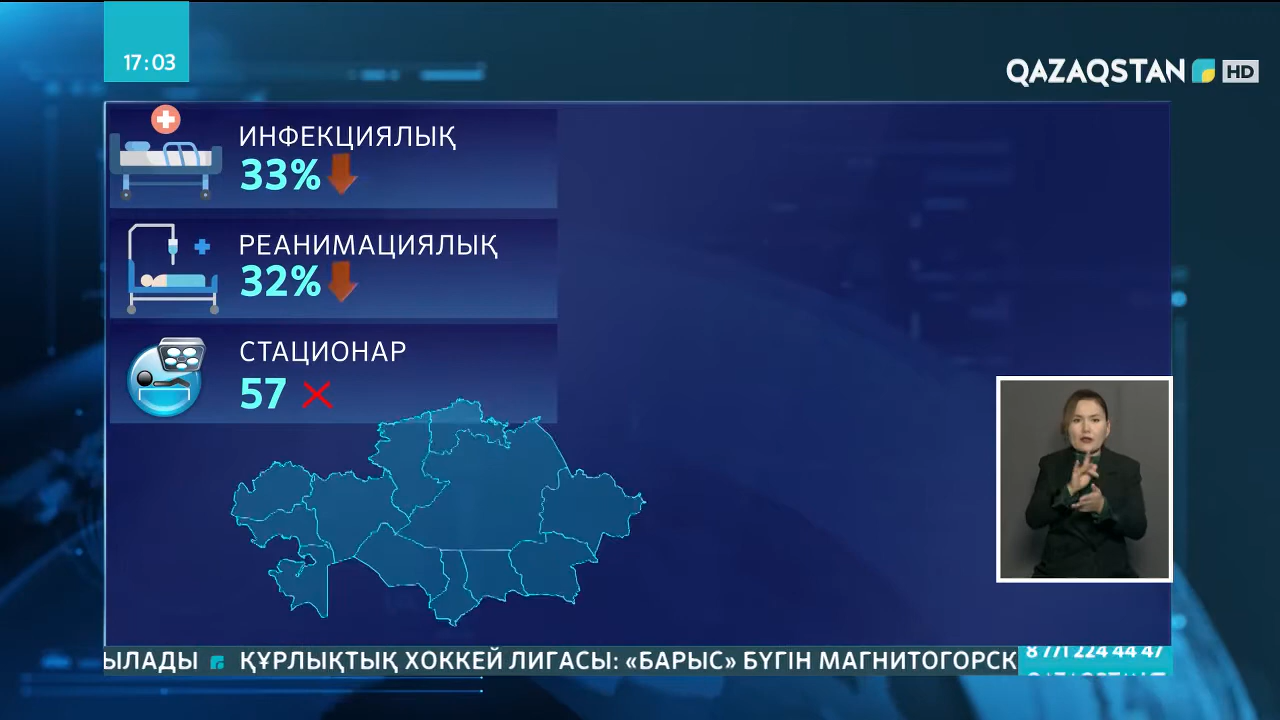 17:03
QAZAQSTAN HD
ИНФЕКЦИЯЛЫҚ
33%
РЕАНИМАЦИЯЛЫҚ
32%
СТАЦИОНАР
57
ЫЛАДЫ ҚҰРЛЫҚТЫҚ ХОККЕЙ ЛИГАСЫ: «БАРЫС» БҮГІН МАГНИТОГОРСК
8 771 224 44 47